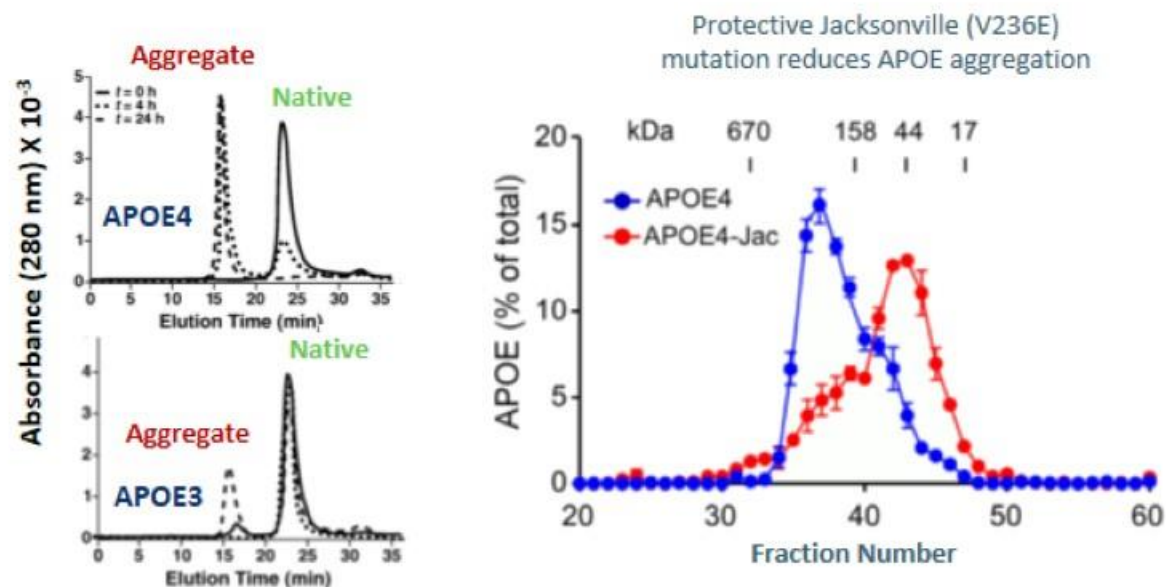 Aggregate
Native
t = 0 h
t = 4 h
t = 24 h
APOE4
5
4
3
2
1
0
0 5 10 15 20 25 30 35
Elution Time (min)
Absorbance (280 nm) X 10-3
Native
Aggregate
APOE3
4
3
2
1
0
0 5 10 15 20 25 30 35
Elution Time (min)
Protective Jacksonville (V236E)
mutation reduces APOE aggregation
kDa 670 158 44 17
APOE4
APOE4-Jac
APOE (% of total)
20
15
10
5
0
20 30 40 50 60
Fraction Number